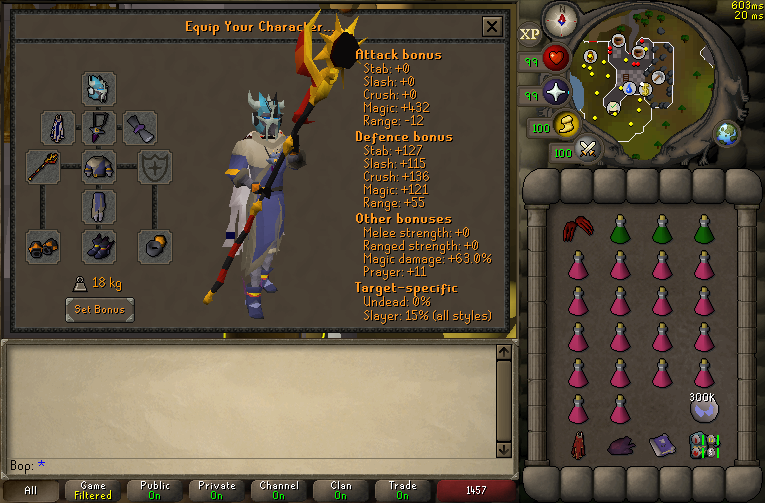 Equip Your Character...
603ms
20 ms
XP
99
99
100
100
Attack bonus
Stab: +0
Slash: +0
Crush: +0
Magic: +432
Range: -12
Defence bonus
Stab: +127
Slash: +115
Crush: +136
Magic: +121
Range: +55
Other bonuses
Melee strength: +0
Ranged strength: +0
Magic damage: +63.0%
Prayer: +11
Target-specific
Undead: 0%
Slayer: 15% (all styles)
18 kg
Set Bonus
300K
Bop: *
All
Game
Filtered
Public
On
Private
On
Channel
On
Clan
On
Trade
On
1457